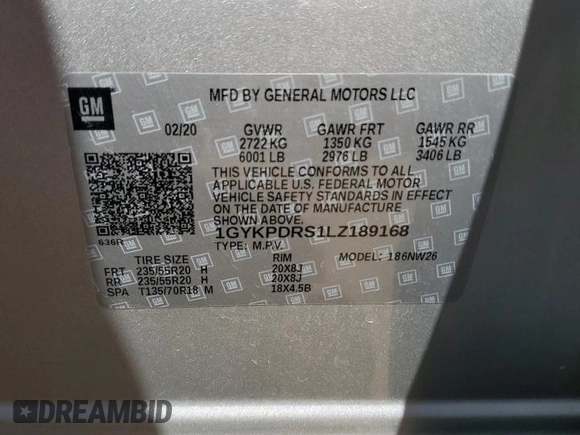 GM
MFD BY GENERAL MOTORS LLC
02/20 GVWR GAWR FRT GAWR RR
2722 KG 1350 KG 1545 KG
6001 LB 2976 LB 3406 LB
THIS VEHICLE CONFORMS TO ALL
APPLICABLE U.S. FEDERAL MOTOR
VEHICLE SAFETY STANDARDS IN EFFECT
ON THE DATE OF MANUFACTURE
SHOWN ABOVE.
636R
1GYKPDRS1LZ189168
TYPE: M.P.V. MODEL: 186NW26
TIRE SIZE RIM
FRT 235/55R20 H 20X8J
RR 235/55R20 H 20X8J
SPA T135/70R18 M 18X4.5B
DREAMBID